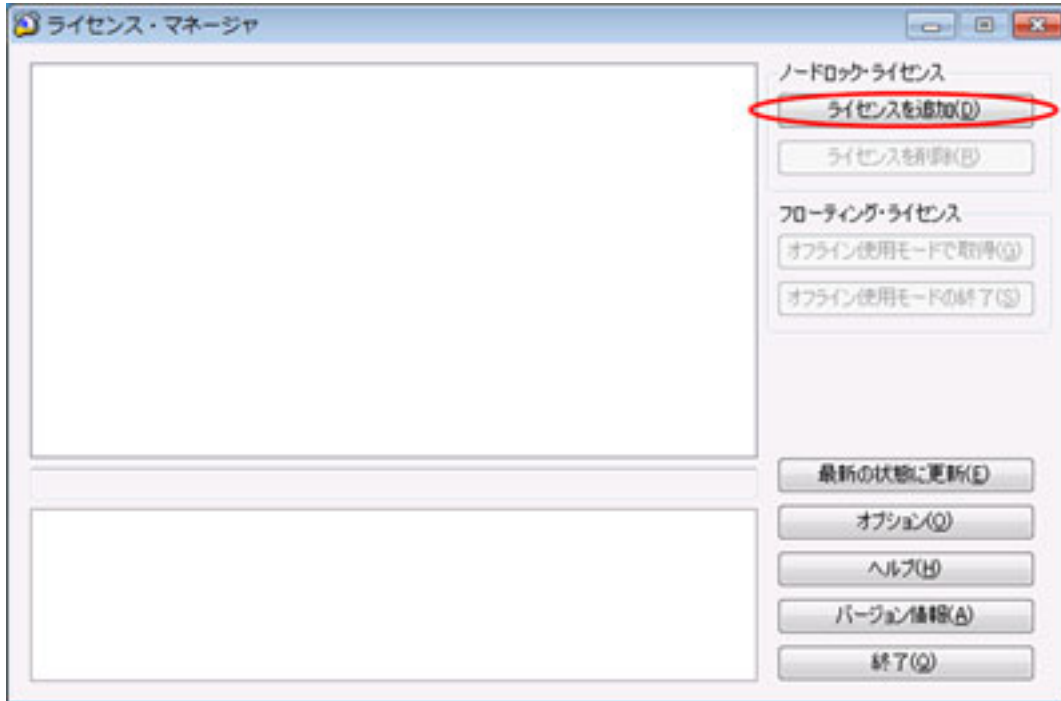 ライセンス・マネージャ
ノードロック・ライセンス
ライセンスを追加(D)
ライセンスを削除(R)
フローティング・ライセンス
オフライン使用モードで取得(G)
オフライン使用モードの終了(S)
最新の状態に更新(E)
オプション(O)
ヘルプ(H)
バージョン情報(A)
終了(Q)